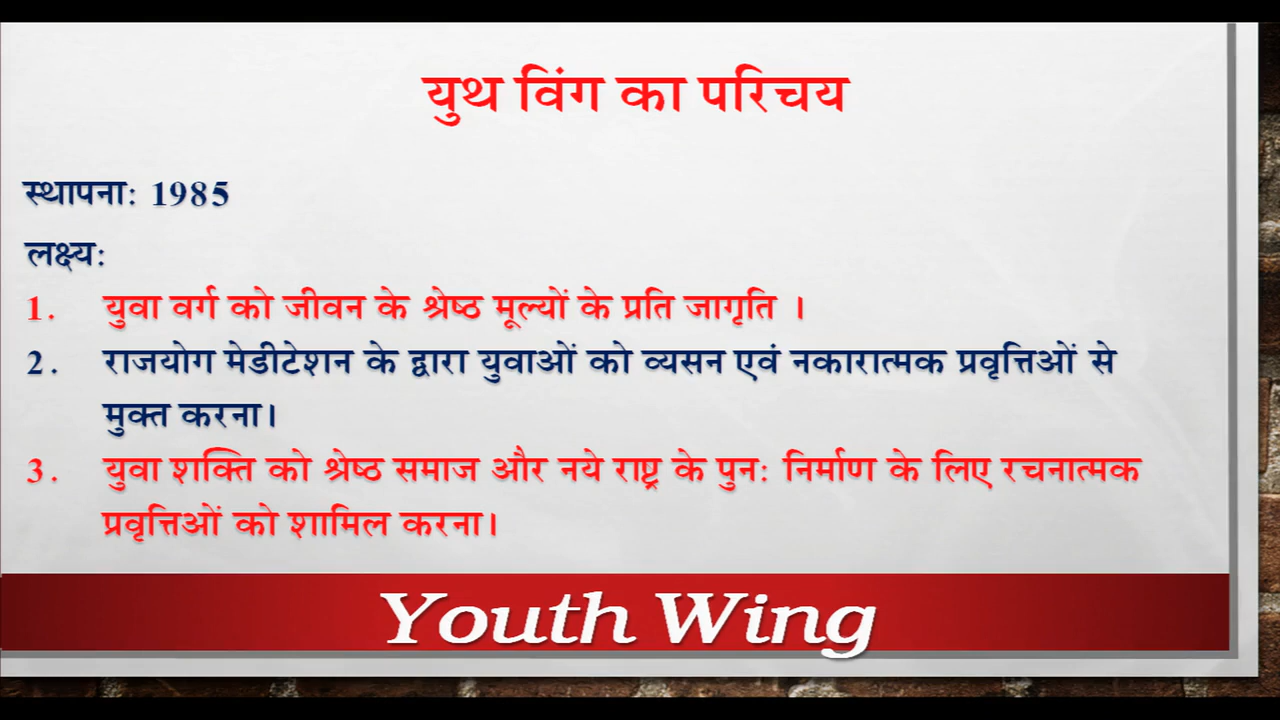 युथ विंग का परिचय
स्थापना: 1985
लक्ष्य:
1. युवा वर्ग को जीवन के श्रेष्ठ मूल्यों के प्रति जागृति ।
2. राजयोग मेडीटेशन के द्वारा युवाओं को व्यसन एवं नकारात्मक प्रवृत्तिओं से
मुक्त करना।
3. युवा शक्ति को श्रेष्ठ समाज और नये राष्ट्र के पुन: निर्माण के लिए रचनात्मक
प्रवृत्तिओं को शामिल करना।
Youth Wing